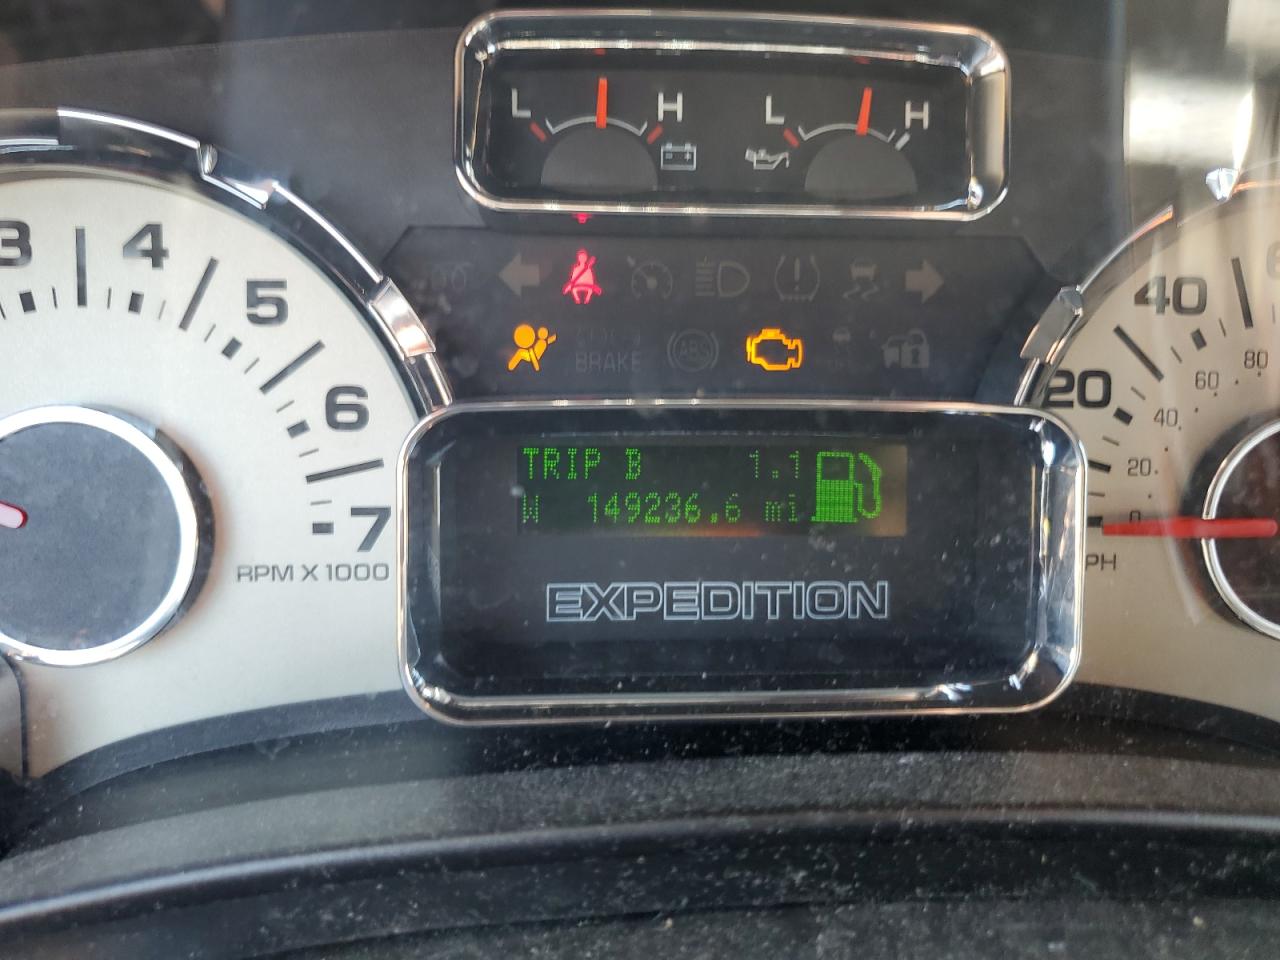 L H L H
3 4 5 6 7
RPM X 1000
BRAKE
ABS
TRIP B 1.1
W 149236.6 mi
EXPEDITION
20 40
0 20 40 60 80
PH